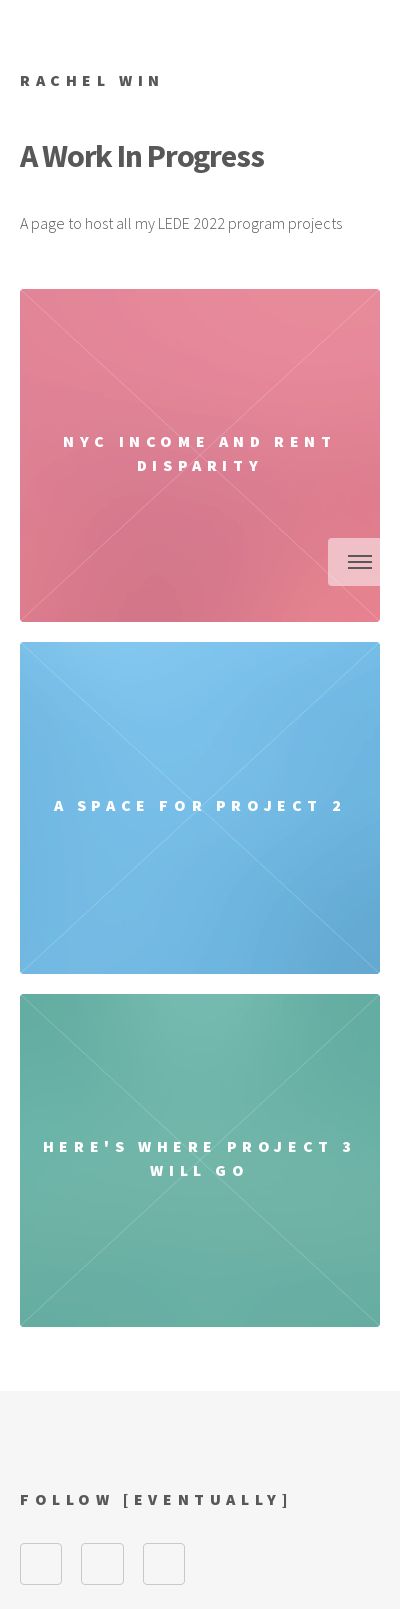 RACHEL WIN
A Work In Progress
A page to host all my LEDE 2022 program projects
NYC INCOME AND RENT
DISPARITY
A SPACE FOR PROJECT 2
HERE'S WHERE PROJECT 3
WILL GO
FOLLOW [EVENTUALLY]